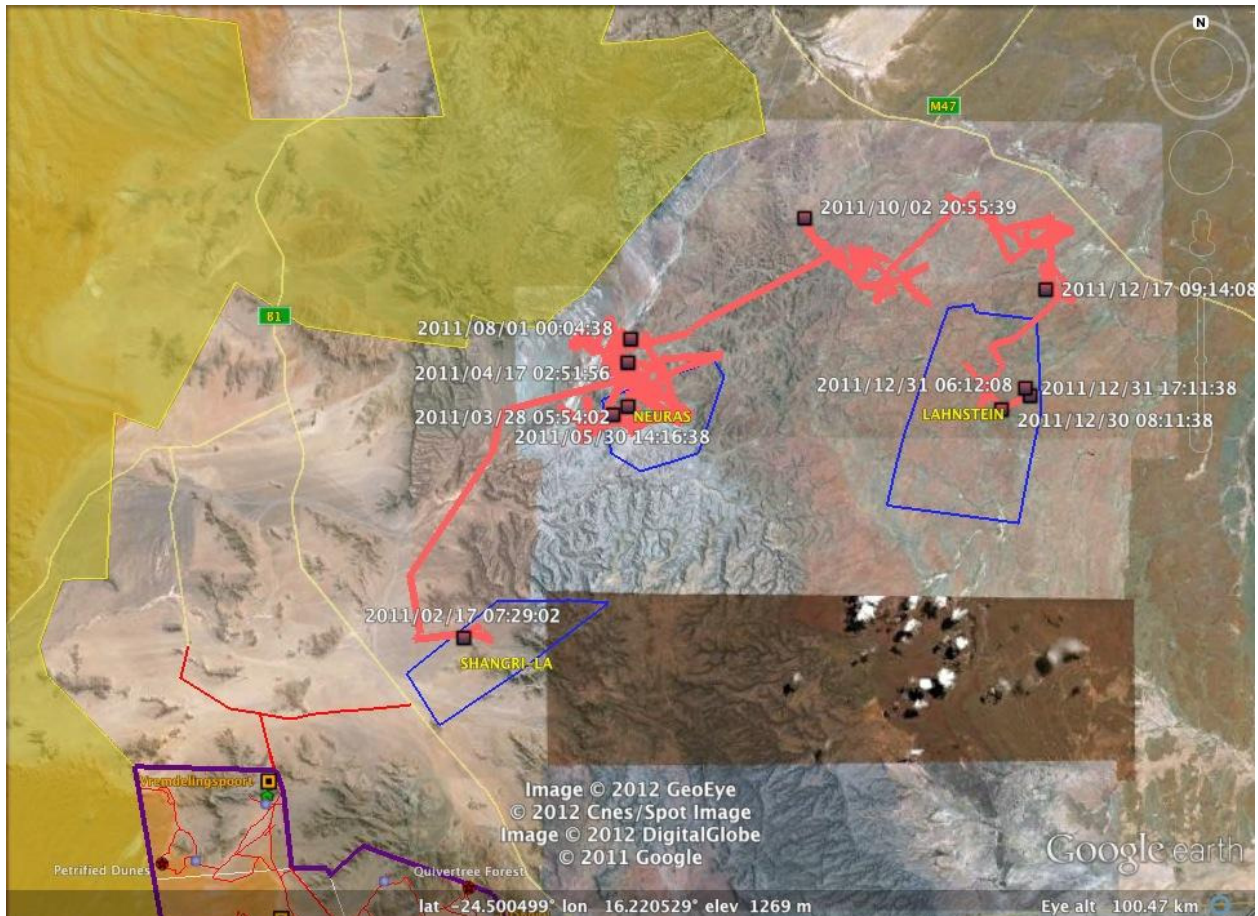 N
M47
2011/10/02 20:55:39
2011/12/17 09:14:08
81
2011/08/01 00:04:38
2011/04/17 02:51:56
2011/12/31 06:12:08
2011/12/31 17:11:38
2011/03/28 05:54:02
NEURAS
LAHNSTEIN
2011/12/30 08:11:38
2011/05/30 14:16:38
2011/02/17 07:29:02
SHANGRI-LA
Vremdelingspoort
Image © 2012 GeoEye
© 2012 Cnes/Spot Image
Image © 2012 DigitalGlobe
© 2011 Google
Google earth
Petrified Dunes
Quivertree Forest
lat -24.500499° lon 16.220529° elev 1269 m
Eye alt 100.47 km